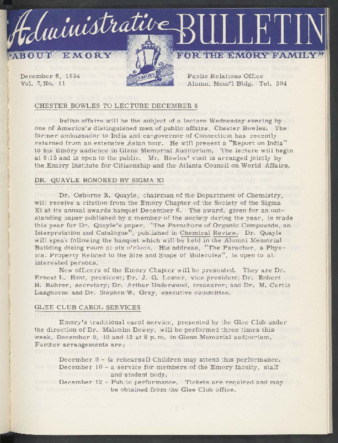 Administrative BULLETIN
"ABOUT EMORY FOR THE EMORY FAMILY"
EMORY
December 6, 1954 Public Relations Office
Vol. 7, No. 11 Alumni Mem'l Bldg. Tel. 394
CHESTER BOWLES TO LECTURE DECEMBER 8
Indian affairs will be the subject of a lecture Wednesday evening by
one of America's distinguished men of public affairs, Chester Bowles. The
former ambassador to India and ex-governor of Connecticut has recently
returned from an extensive Asian tour. He will present a "Report on India"
to his Emory audience in Glenn Memorial Auditorium. The lecture will begin
at 8:15 and is open to the public. Mr. Bowles' visit is arranged jointly by
the Emory Institute for Citizenship and the Atlanta Council on World Affairs.
DR. QUAYLE HONORED BY SIGMA XI
Dr. Osborne R. Quayle, chairman of the Department of Chemistry,
will receive a citation from the Emory Chapter of the Society of the Sigma
Xi at its annual awards banquet December 6. The award, given for an out-
standing paper published by a member of the society during the year, is made
this year for Dr. Quayle's paper, "The Parachors of Organic Compounds, an
Interpretation and Catalogue", published in Chemical Review. Dr. Quayle
will speak following the banquet which will be held in the Alumni Memorial
Building dining room at six o'clock. His address, "The Parachor, a Phys-
ical Property Related to the Size and Shape of Molecules", is open to all
interested persons.
New officers of the Emory Chapter will be presented. They are Dr.
Ernest L. Hunt, president; Dr. J. G. Lester, vice president; Dr. Robert
H. Rohrer, secretary; Dr. Arthur Underwood, treasurer; and Dr. M. Curtis
Langhorne and Dr. Stephen W. Gray, executive committee.
GLEE CLUB CAROL SERVICES
Emory's traditional carol service, presented by the Glee Club under
the direction of Dr. Malcolm Dewey, will be performed three times this
week, December 9, 10 and 12 at 8 p.m. in Glenn Memorial auditorium.
Further arrangements are:
December 9 - (a rehearsal) Children may attend this performance.
December 10 - a service for members of the Emory faculty, staff
and student body.
December 12 - Public performance. Tickets are required and may
be obtained from the Glee Club office.